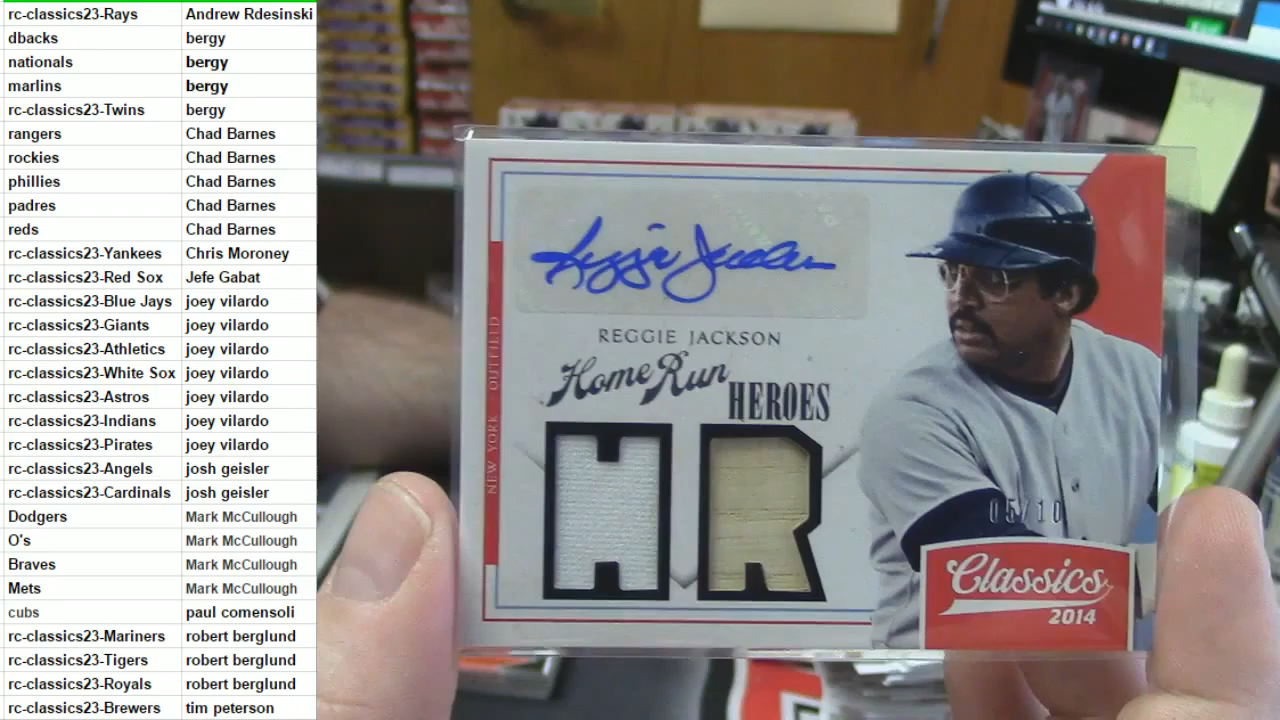 rc-classics23-Rays Andrew Rdesinski
dbacks bergy
nationals bergy
marlins bergy
rc-classics23-Twins bergy
rangers Chad Barnes
rockies Chad Barnes
phillies Chad Barnes
padres Chad Barnes
reds Chad Barnes
rc-classics23-Yankees Chris Moroney
rc-classics23-Red Sox Jefe Gabat
rc-classics23-Blue Jays joey vilardo
rc-classics23-Giants joey vilardo
rc-classics23-Athletics joey vilardo
rc-classics23-White Sox joey vilardo
rc-classics23-Astros joey vilardo
rc-classics23-Indians joey vilardo
rc-classics23-Pirates joey vilardo
rc-classics23-Angels josh geisler
rc-classics23-Cardinals josh geisler
Dodgers Mark McCullough
O's Mark McCullough
Braves Mark McCullough
Mets Mark McCullough
cubs paul comensoli
rc-classics23-Mariners robert berglund
rc-classics23-Tigers robert berglund
rc-classics23-Royals robert berglund
rc-classics23-Brewers tim peterson
Reggie Jackson
REGGIE JACKSON
Home Run
HEROES
HR
NEW YORK OUTFIELD
05/10
Classics
2014